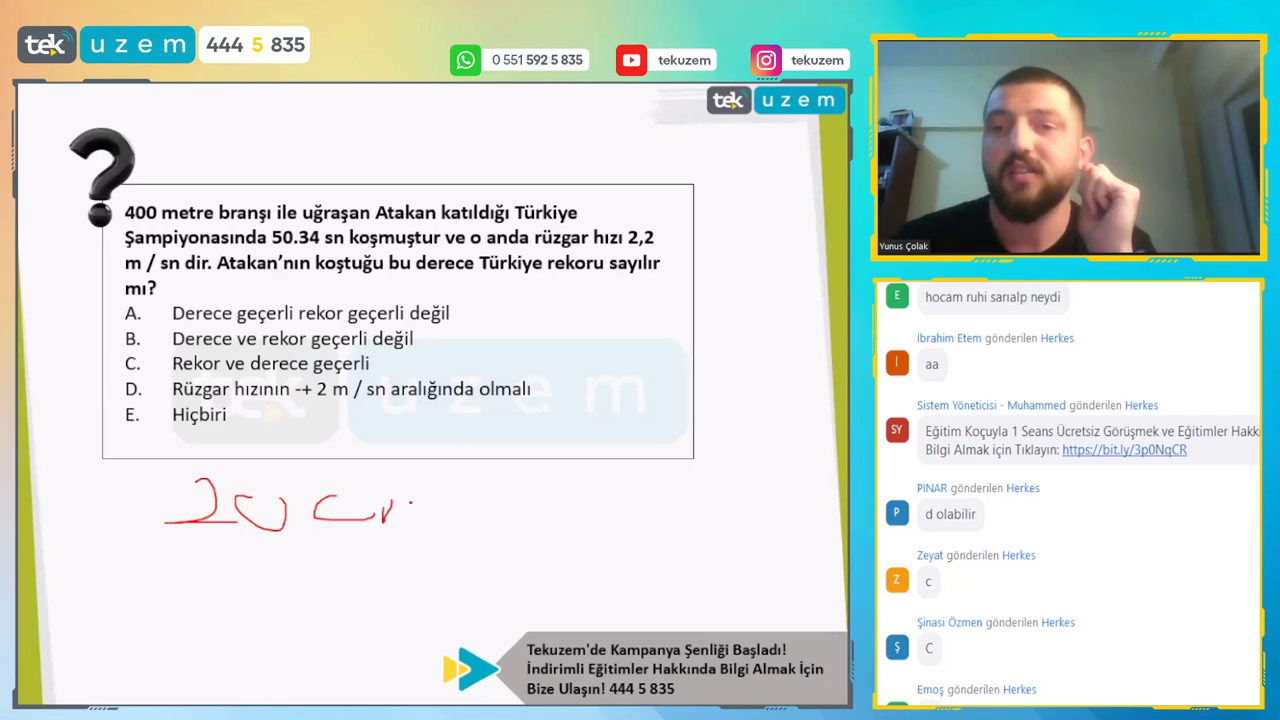 tek uzem 444 5 835
0 551 592 5 835
tekuzem
tekuzem
tek uzem
400 metre branşı ile uğraşan Atakan katıldığı Türkiye
Şampiyonasında 50.34 sn koşmuştur ve o anda rüzgar hızı 2,2
m / sn dir. Atakan’nın koştuğu bu derece Türkiye rekoru sayılır
mı?
A. Derece geçerli rekor geçerli değil
B. Derece ve rekor geçerli değil
C. Rekor ve derece geçerli
D. Rüzgar hızının -+ 2 m / sn aralığında olmalı
E. Hiçbiri
uzem
20
Tekuzem'de Kampanya Şenliği Başladı!
İndirimli Eğitimler Hakkında Bilgi Almak İçin
Bize Ulaşın! 444 5 835
Yunus Çolak
E
hocam ruhi sarıalp neydi
İbrahim Etem gönderilen Herkes
İ
aa
Sistem Yöneticisi - Muhammed gönderilen Herkes
SY
Eğitim Koçuyla 1 Seans Ücretsiz Görüşmek ve Eğitimler Hakk
Bilgi Almak için Tıklayın: https://bit.ly/3p0NqCR
PINAR gönderilen Herkes
P
d olabilir
Zeyat gönderilen Herkes
Z
c
Şinasi Özmen gönderilen Herkes
Ş
C
Emoş gönderilen Herkes